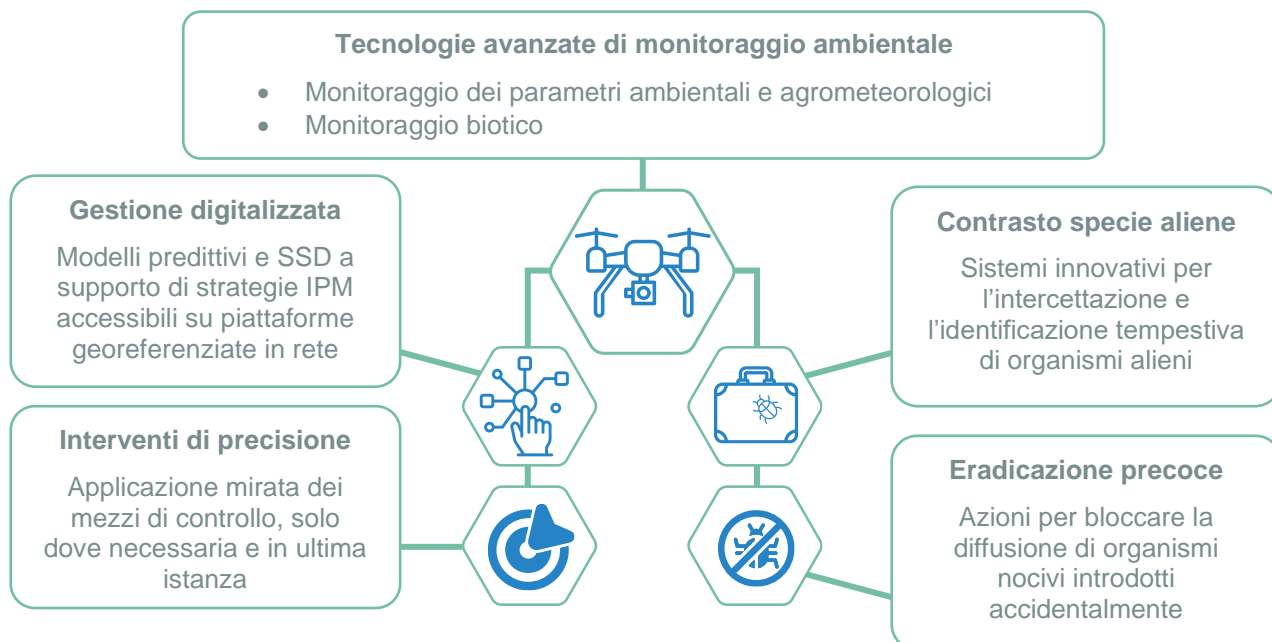 Tecnologie avanzate di monitoraggio ambientale
• Monitoraggio dei parametri ambientali e agrometeorologici
• Monitoraggio biotico
Gestione digitalizzata
Modelli predittivi e SSD a
supporto di strategie IPM
accessibili su piattaforme
georeferenziate in rete
Contrasto specie aliene
Sistemi innovativi per
l’intercettazione e
l’identificazione tempestiva
di organismi alieni
Interventi di precisione
Applicazione mirata dei
mezzi di controllo, solo
dove necessaria e in ultima
istanza
Eradicazione precoce
Azioni per bloccare la
diffusione di organismi
nocivi introdotti
accidentalmente